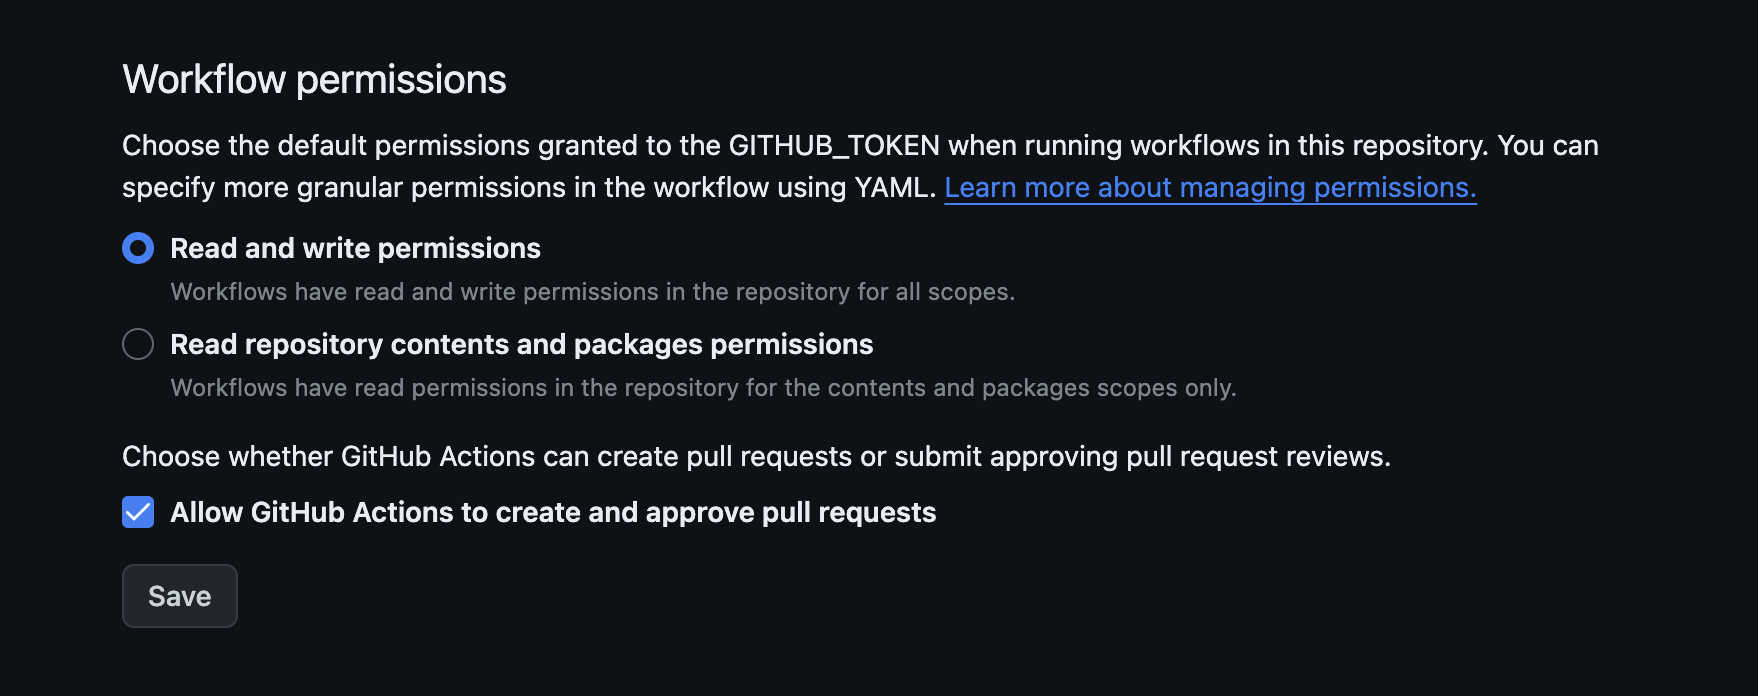 Workflow permissions
Choose the default permissions granted to the GITHUB_TOKEN when running workflows in this repository. You can
specify more granular permissions in the workflow using YAML. Learn more about managing permissions.
Read and write permissions
Workflows have read and write permissions in the repository for all scopes.
Read repository contents and packages permissions
Workflows have read permissions in the repository for the contents and packages scopes only.
Choose whether GitHub Actions can create pull requests or submit approving pull request reviews.
Allow GitHub Actions to create and approve pull requests
Save